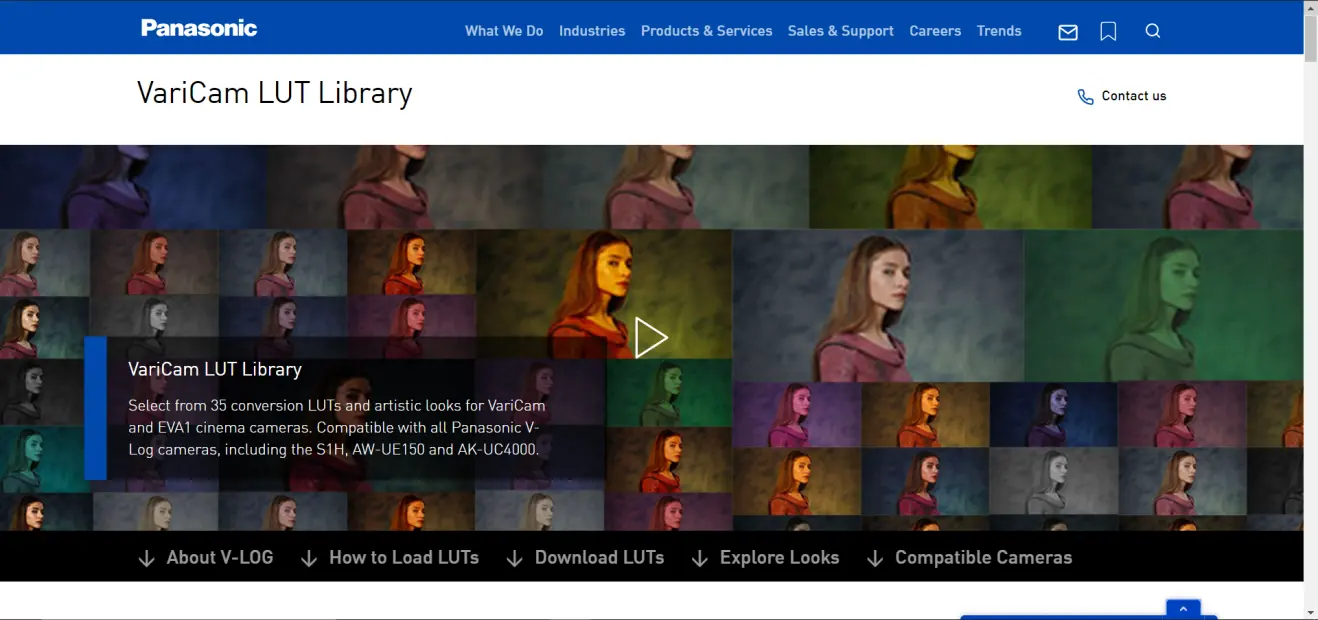 Panasonic
What We Do Industries Products & Services Sales & Support Careers Trends
VariCam LUT Library
Contact us
VariCam LUT Library
Select from 35 conversion LUTs and artistic looks for VariCam
and EVA1 cinema cameras. Compatible with all Panasonic V-
Log cameras, including the S1H, AW-UE150 and AK-UC4000.
About V-LOG How to Load LUTs Download LUTs Explore Looks Compatible Cameras